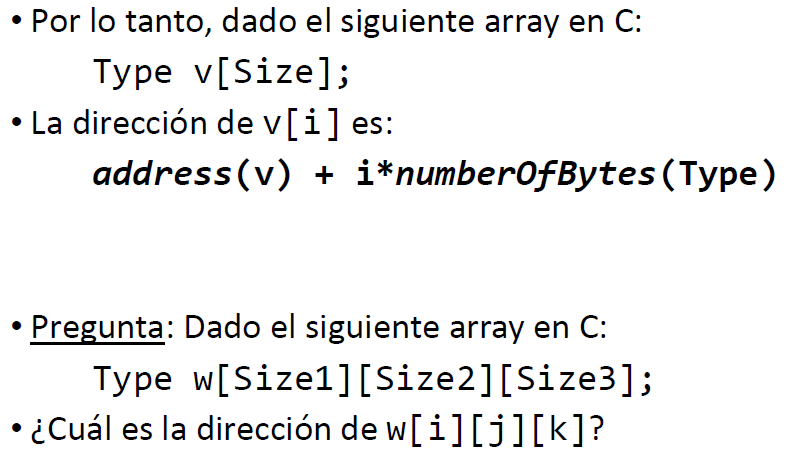 • Por lo tanto, dado el siguiente array en C:
Type v[Size];
• La dirección de v[i] es:
address(v) + i*numberOfBytes(Type)
• Pregunta: Dado el siguiente array en C:
Type w[Size1][Size2][Size3];
• ¿Cuál es la dirección de w[i][j][k]?